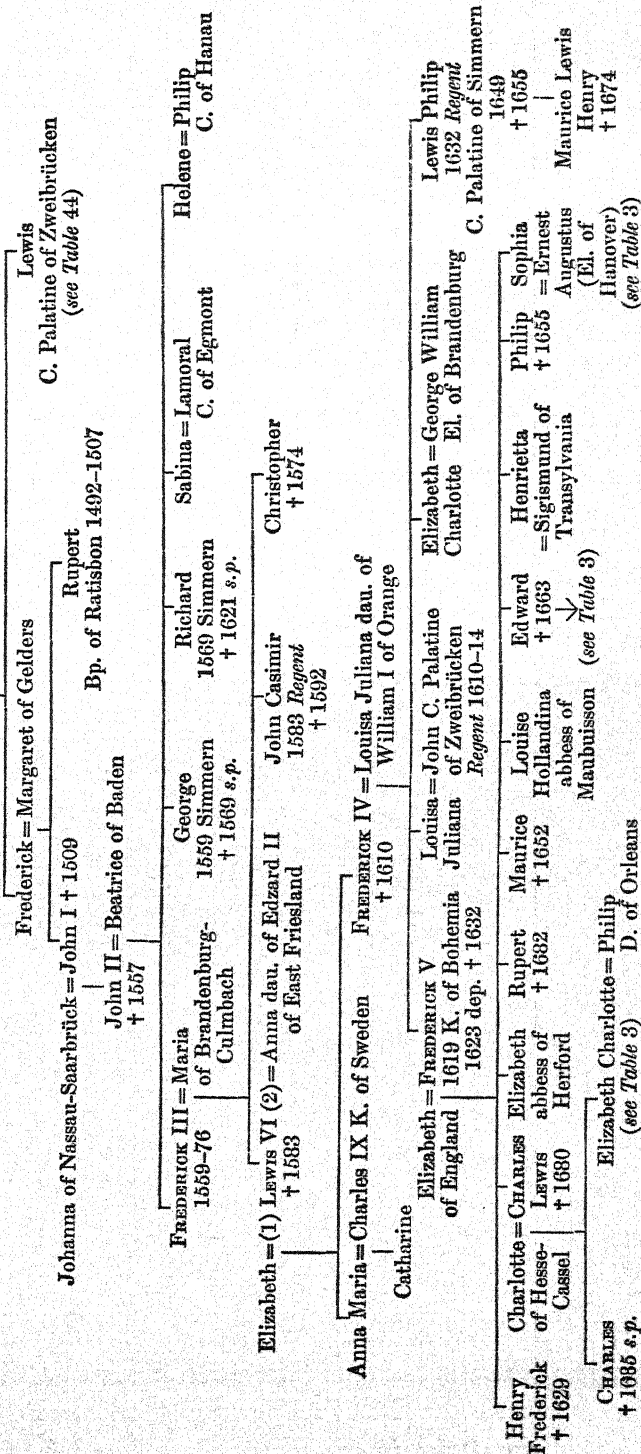 Frederick = Margaret of Gelders
Lewis
C. Palatine of Zweibrücken
(see Table 44)
Johanna of Nassau-Saarbrück = John I † 1509
Rupert
Bp. of Ratisbon 1492–1507
John II = Beatrice of Baden
† 1557
FREDERICK III = Maria
1559–76 of Brandenburg-
Culmbach
George
1559 Simmern
† 1569 s.p.
Richard
1569 Simmern
† 1621 s.p.
Sabina = Lamoral
C. of Egmont
Helene = Philip
C. of Hanau
Elizabeth = (1) LEWIS VI (2) = Anna dau. of Edzard II
† 1583 of East Friesland
John Casimir
1583 Regent
† 1592
Christopher
† 1574
Anna Maria = Charles IX K. of Sweden
Catharine
FREDERICK IV = Louisa Juliana dau. of
† 1610 William I of Orange
Elizabeth = FREDERICK V
of England 1619 K. of Bohemia
1623 dep. † 1632
Louisa = John C. Palatine
Juliana of Zweibrücken
Regent 1610–14
Elizabeth = George William
Charlotte El. of Brandenburg
Lewis Philip
1632 Regent
C. Palatine of Simmern
1649
† 1655
Maurice Lewis
Henry
† 1674
Henry
Frederick
† 1629
Charlotte = CHARLES
of Hesse- LEWIS
Cassel † 1680
Elizabeth
abbess of
Herford
Rupert
† 1682
Maurice
† 1652
Louise
Hollandina
abbess of
Maubuisson
Edward
† 1663
(see Table 3)
Henrietta
= Sigismund of
Transylvania
Philip
† 1655
Sophia
= Ernest
Augustus
(El. of
Hanover)
(see Table 3)
CHARLES
† 1685 s.p.
Elizabeth Charlotte = Philip
(see Table 3) D. of Orleans